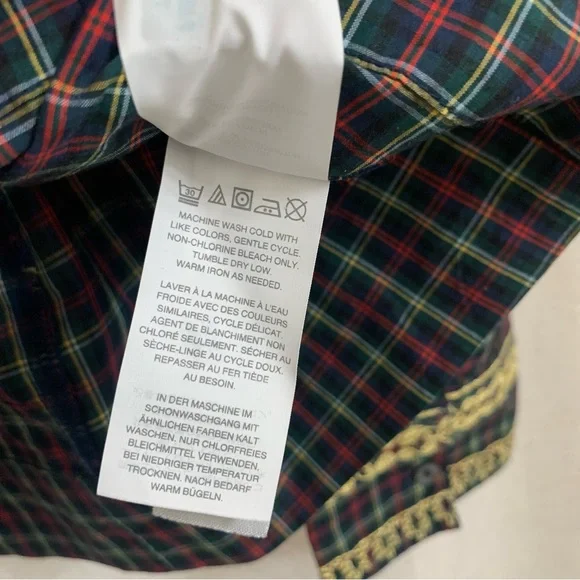 30
MACHINE WASH COLD WITH
LIKE COLORS, GENTLE CYCLE.
NON-CHLORINE BLEACH ONLY.
TUMBLE DRY LOW.
WARM IRON AS NEEDED.
LAVER À LA MACHINE À L'EAU
FROIDE AVEC DES COULEURS
SIMILAIRES, CYCLE DÉLICAT.
AGENT DE BLANCHIMENT NON
CHLORÉ SEULEMENT. SÉCHER AU
SÈCHE-LINGE AU CYCLE DOUX.
REPASSER AU FER TIÈDE
AU BESOIN.
IN DER MASCHINE IM
SCHONWASCHGANG MIT
ÄHNLICHEN FARBEN KALT
WASCHEN. NUR CHLORFREIES
BLEICHMITTEL VERWENDEN.
BEI NIEDRIGER TEMPERATUR
TROCKNEN. NACH BEDARF
WARM BÜGELN.